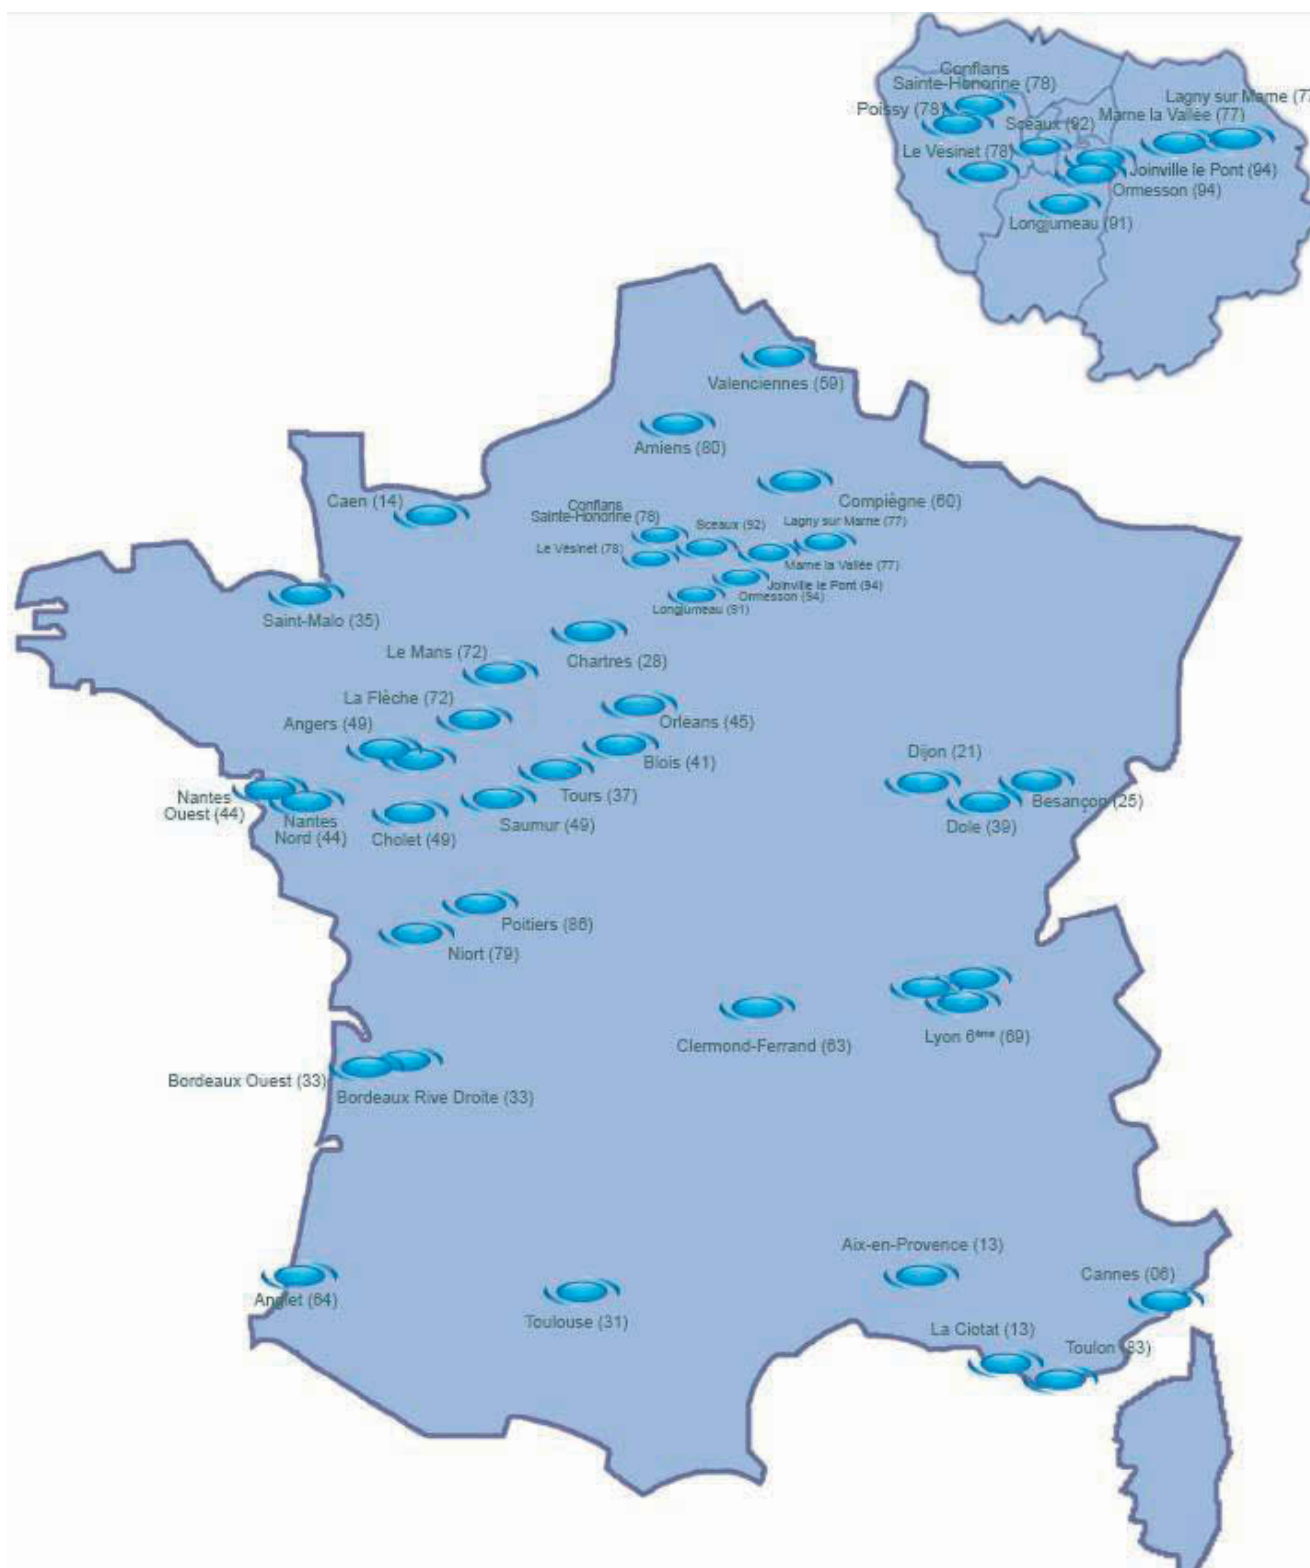 Conflans
Sainte-Honorine (78)
Lagny sur Marne (77
Poissy (78)
Marne la Vallée (77)
Sceaux (92)
Le Vésinet (78)
Joinville le Pont (94)
Ormesson (94)
Longjumeau (91)
Valenciennes (59)
Amiens (80)
Caen (14)
Compiègne (60)
Conflans
Sainte-Honorine (78)
Sceaux (92)
Lagny sur Marne (77)
Le Vésinet (78)
Marne la Vallée (77)
Joinville le Pont (94)
Ormesson (94)
Longjumeau (91)
Saint-Malo (35)
Le Mans (72)
Chartres (28)
La Flèche (72)
Angers (49)
Orléans (45)
Blois (41)
Dijon (21)
Nantes
Ouest (44)
Nantes
Nord (44)
Cholet (49)
Saumur (49)
Tours (37)
Besançon (25)
Dole (39)
Poitiers (86)
Niort (79)
Clermond-Ferrand (63)
Lyon 6ème (69)
Bordeaux Ouest (33)
Bordeaux Rive Droite (33)
Aix-en-Provence (13)
Cannes (06)
Anglet (64)
Toulouse (31)
La Ciotat (13)
Toulon (83)